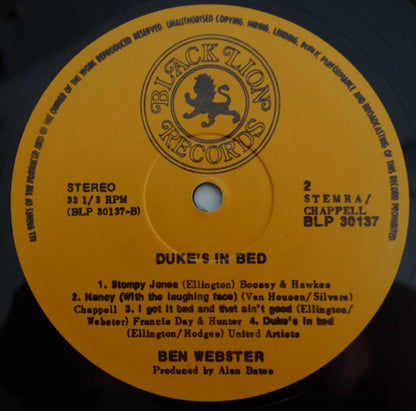 ALL RIGHTS OF THE PRODUCER AND OF THE OWNER OF THE WORK REPRODUCED RESERVED UNAUTHORISED COPYING, HIRING, LENDING, PUBLIC PERFORMANCE AND BROADCASTING OF THIS RECORD PROHIBITED
BLACK LION
RECORDS
STEREO
33 1/3 RPM
(BLP 30137-B)
2
STEMRA/
CHAPPELL
BLP 30137
DUKE'S IN BED
1. Stompy Jones (Ellington) Boosey & Hawkes
2. Nancy (With the laughing face) (Van Heusen/Silvers)
Chappell 3. I got it bad and that ain't good (Ellington/
Webster) Francis Day & Hunter 4. Duke's in bed
(Ellington/Hodges) United Artists
BEN WEBSTER
Produced by Alan Bates